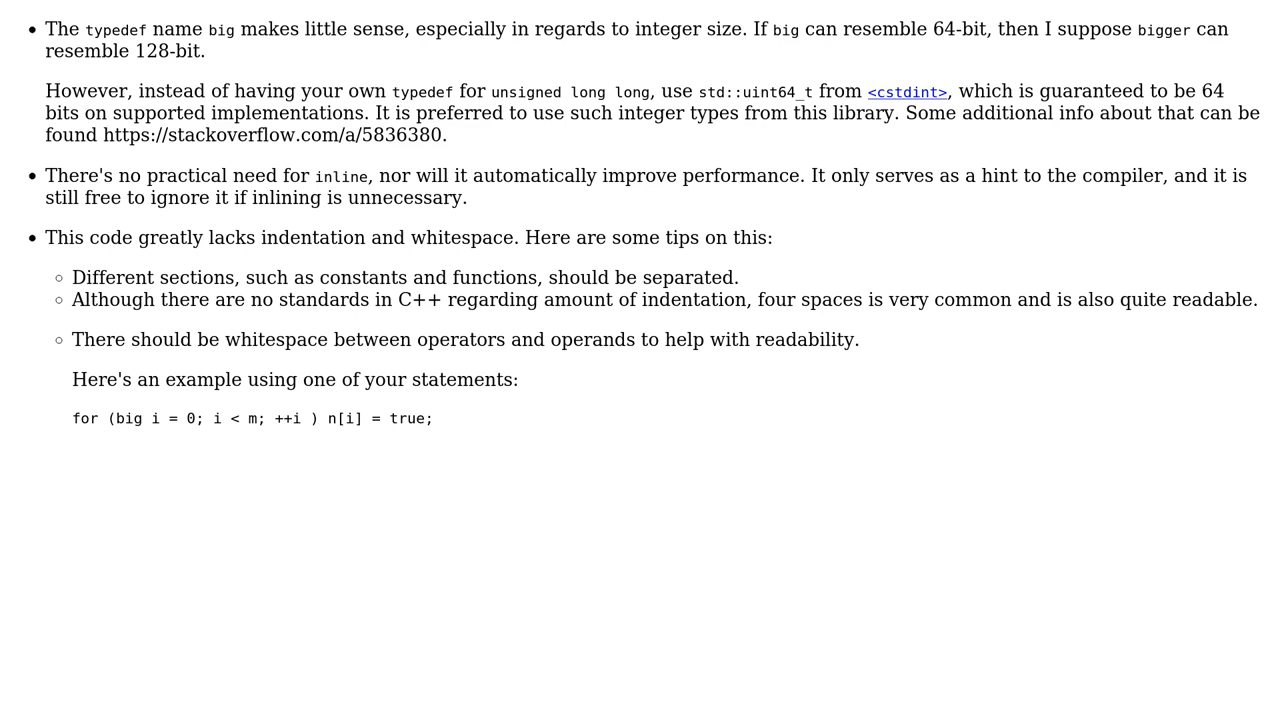 The typedef name big makes little sense, especially in regards to integer size. If big can resemble 64-bit, then I suppose bigger can
resemble 128-bit.
However, instead of having your own typedef for unsigned long long, use std::uint64_t from <cstdint>, which is guaranteed to be 64
bits on supported implementations. It is preferred to use such integer types from this library. Some additional info about that can be
found https://stackoverflow.com/a/5836380.
There's no practical need for inline, nor will it automatically improve performance. It only serves as a hint to the compiler, and it is
still free to ignore it if inlining is unnecessary.
This code greatly lacks indentation and whitespace. Here are some tips on this:
Different sections, such as constants and functions, should be separated.
Although there are no standards in C++ regarding amount of indentation, four spaces is very common and is also quite readable.
There should be whitespace between operators and operands to help with readability.
Here's an example using one of your statements:
for (big i = 0; i < m; ++i ) n[i] = true;